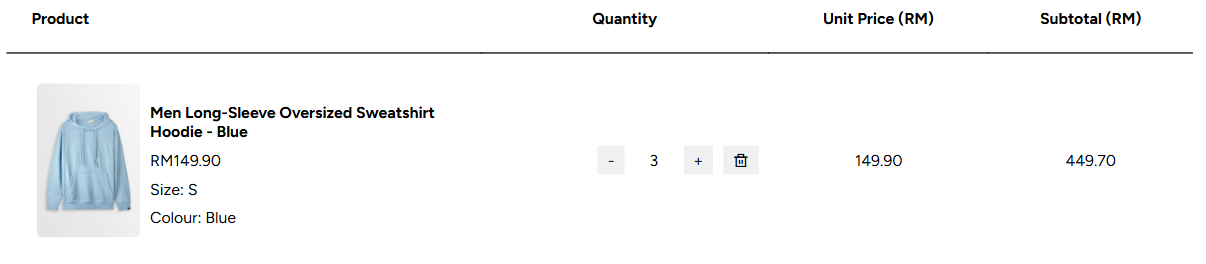 Product Quantity Unit Price (RM) Subtotal (RM)
Men Long-Sleeve Oversized Sweatshirt
Hoodie - Blue
RM149.90
- 3 + 149.90 449.70
Size: S
Colour: Blue